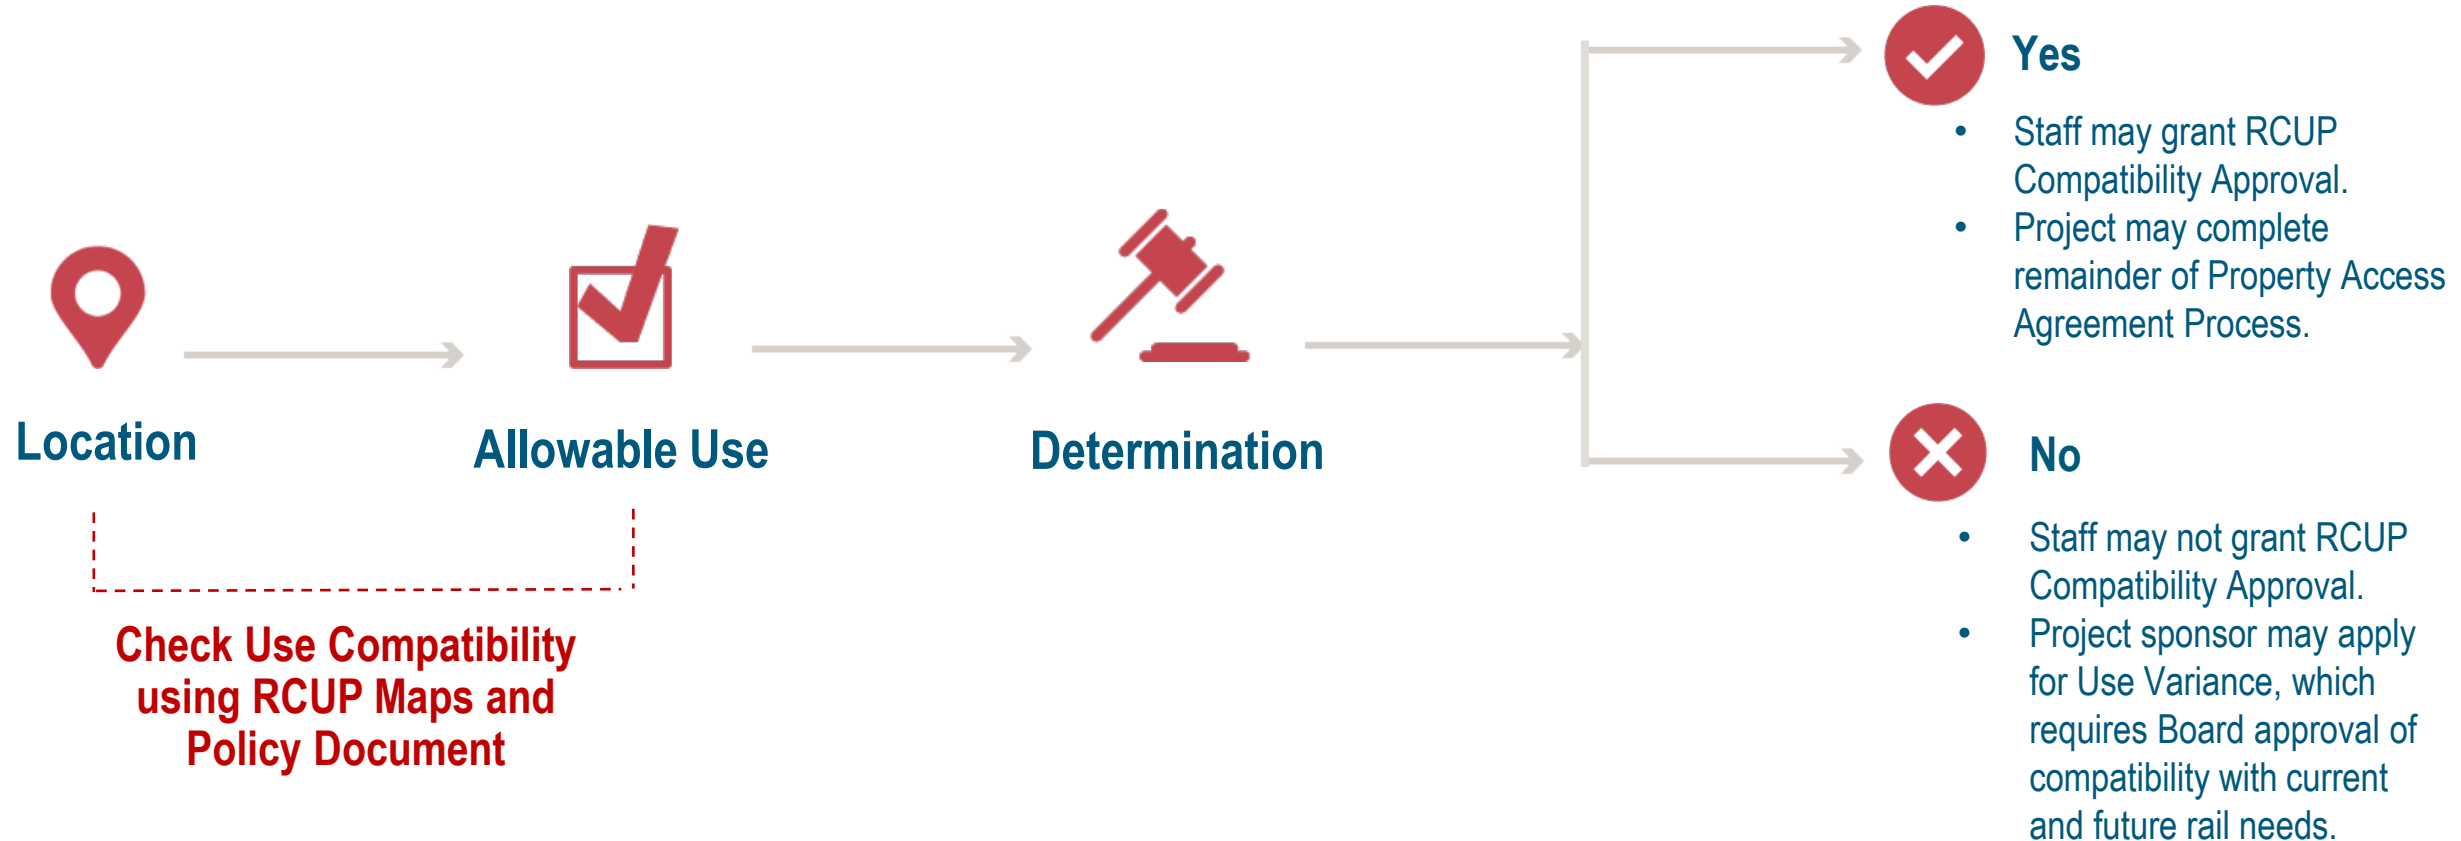 Location
Allowable Use
Determination
Check Use Compatibility
using RCUP Maps and
Policy Document
Yes
• Staff may grant RCUP
Compatibility Approval.
• Project may complete
remainder of Property Access
Agreement Process.
No
• Staff may not grant RCUP
Compatibility Approval.
• Project sponsor may apply
for Use Variance, which
requires Board approval of
compatibility with current
and future rail needs.